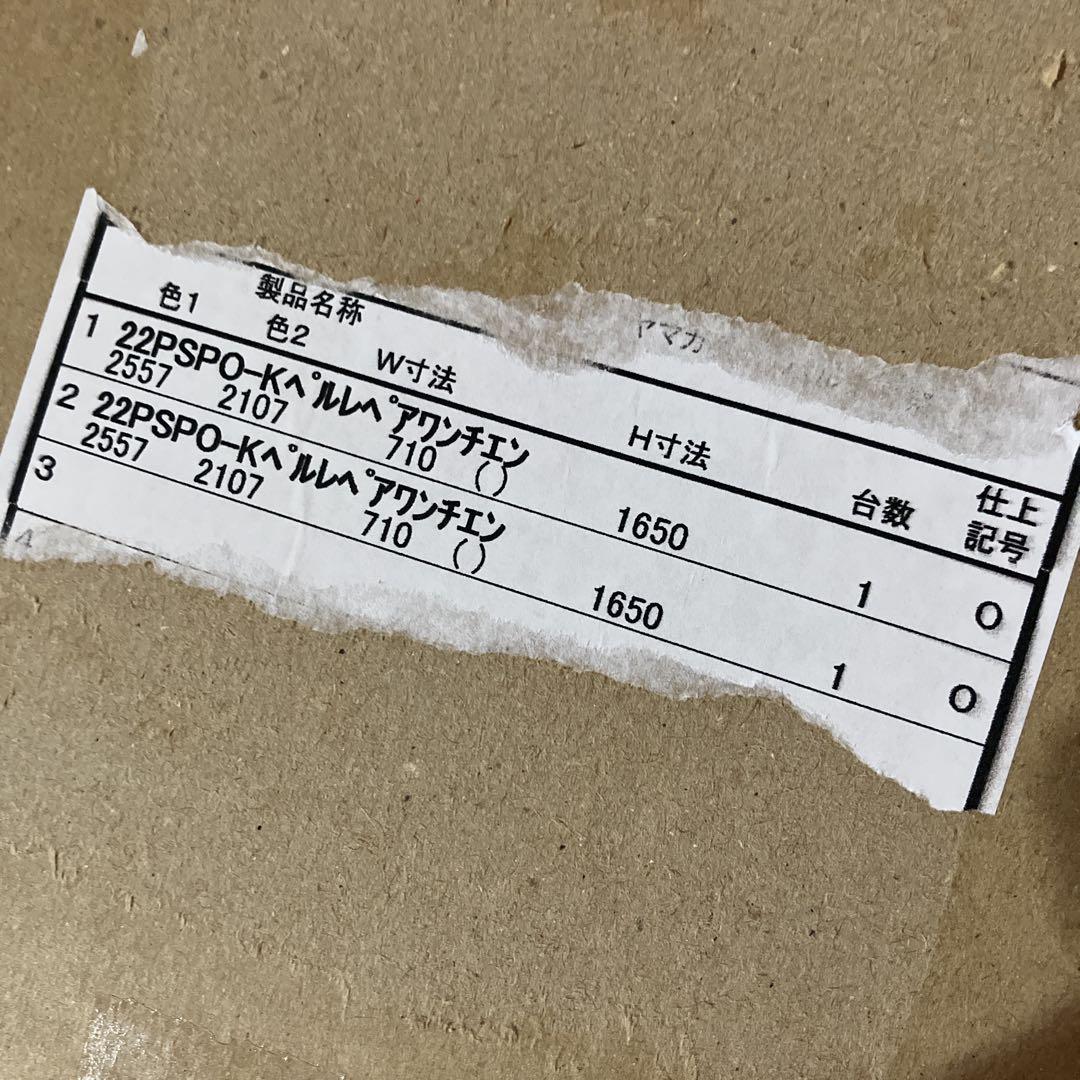 ヤマカ
製品名称
色1 色2 W寸法 H寸法 台数 仕上記号
1 22PSPO-Kﾍﾟﾙﾚﾍﾟｱﾜﾝﾁｴﾝ
2557 2107 710 () 1650 1 O
2 22PSPO-Kﾍﾟﾙﾚﾍﾟｱﾜﾝﾁｴﾝ
2557 2107 710 () 1650 1 O
3
4